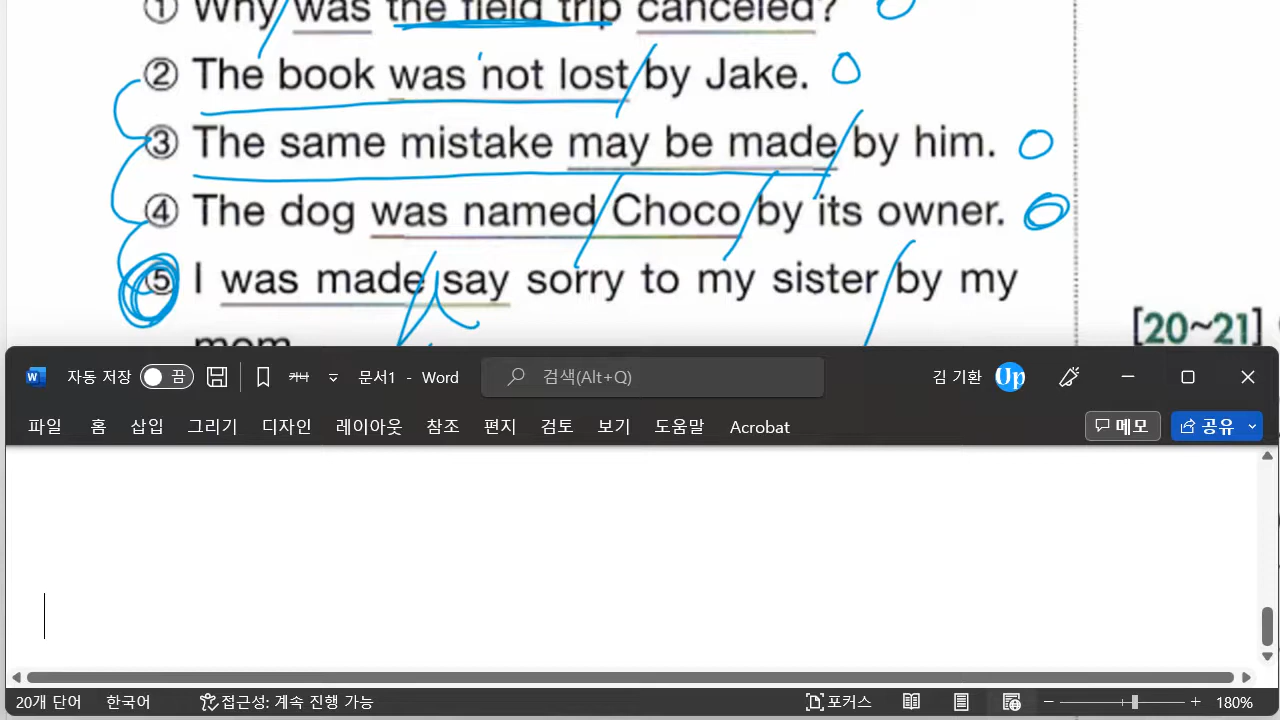 ① Why was the field trip canceled?
② The book was not lost by Jake.
③ The same mistake may be made by him.
④ The dog was named Choco by its owner.
⑤ I was made say sorry to my sister by my
mom.
[20~21]
자동 저장 끔 문서1 - Word 검색(Alt+Q) 김 기환 Up
파일 홈 삽입 그리기 디자인 레이아웃 참조 편지 검토 보기 도움말 Acrobat 메모 공유
20개 단어 한국어 접근성: 계속 진행 가능 포커스 180%